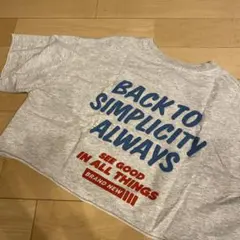 BACK TO
SIMPLICITY
ALWAYS
SEE GOOD
IN ALL THINGS
BRAND NEW